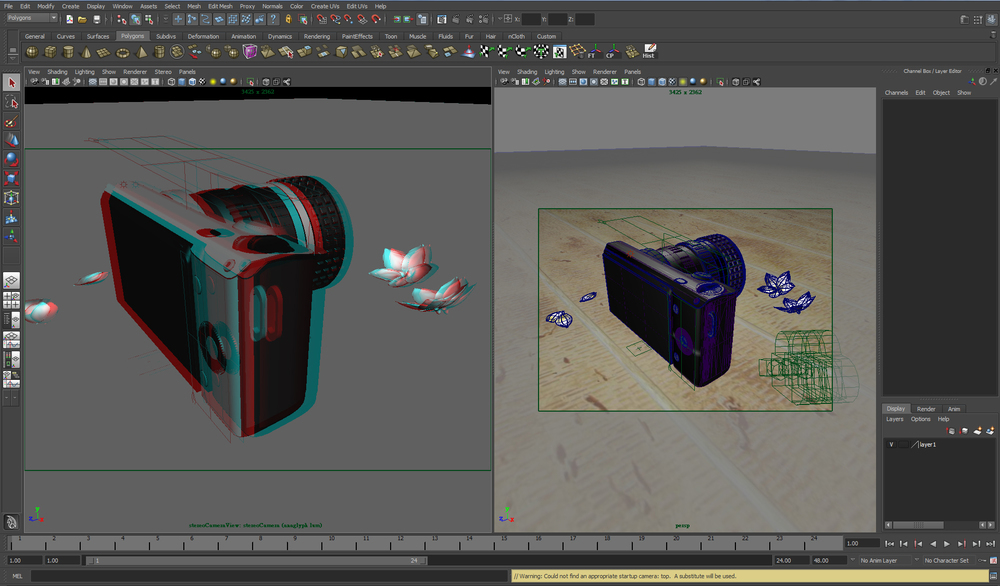 File Edit Modify Create Display Window Assets Select Mesh Edit Mesh Proxy Normals Color Create UVs Edit UVs Help
Polygons X: Y: Z:
General Curves Surfaces Polygons Subdivs Deformation Animation Dynamics Rendering PaintEffects Toon Muscle Fluids Fur Hair nCloth Custom
FT CP Hist
View Shading Lighting Show Renderer Stereo Panels
3425 x 2362
stereoCameraView: stereoCamera (anaglyph lum)
View Shading Lighting Show Renderer Panels
3425 x 2362
persp
Channel Box / Layer Editor
Channels Edit Object Show
Display Render Anim
Layers Options Help
V layer1
1 2 3 4 5 6 7 8 9 10 11 12 13 14 15 16 17 18 19 20 21 22 23 24 1.00
1.00 1.00 1 24 24.00 48.00 No Anim Layer No Character Set
MEL // Warning: Could not find an appropriate startup camera: top. A substitute will be used.